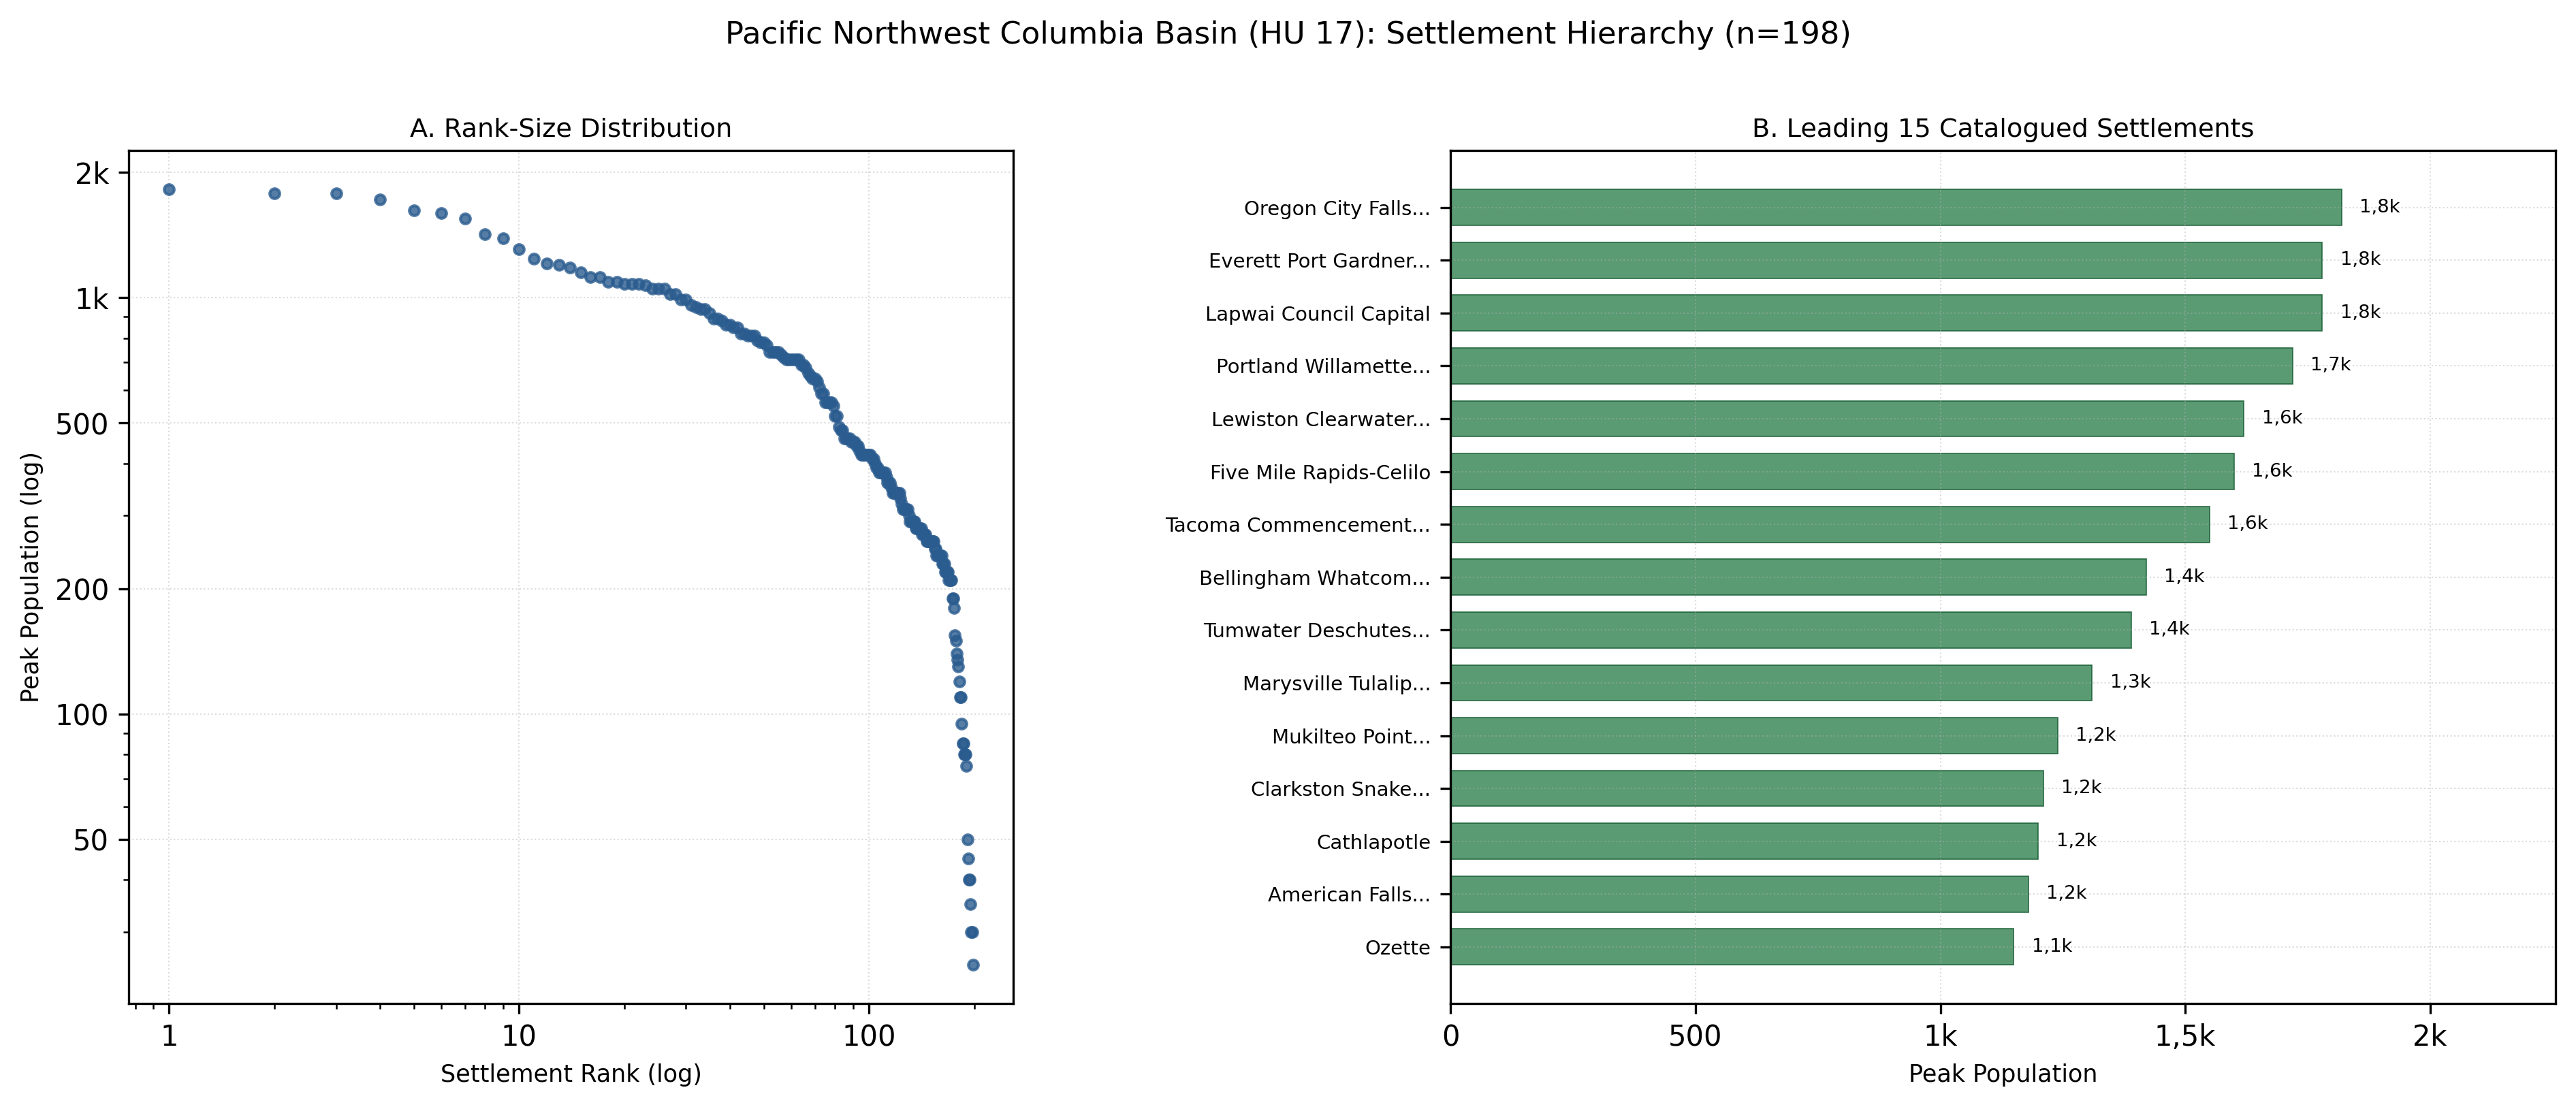 Pacific Northwest Columbia Basin (HU 17): Settlement Hierarchy (n=198)
A. Rank-Size Distribution
Peak Population (log)
2k
1k
500
200
100
50
1
10
100
Settlement Rank (log)
B. Leading 15 Catalogued Settlements
Oregon City Falls... 1,8k
Everett Port Gardner... 1,8k
Lapwai Council Capital 1,8k
Portland Willamette... 1,7k
Lewiston Clearwater... 1,6k
Five Mile Rapids-Celilo 1,6k
Tacoma Commencement... 1,6k
Bellingham Whatcom... 1,4k
Tumwater Deschutes... 1,4k
Marysville Tulalip... 1,3k
Mukilteo Point... 1,2k
Clarkston Snake... 1,2k
Cathlapotle 1,2k
American Falls... 1,2k
Ozette 1,1k
0
500
1k
1,5k
2k
Peak Population